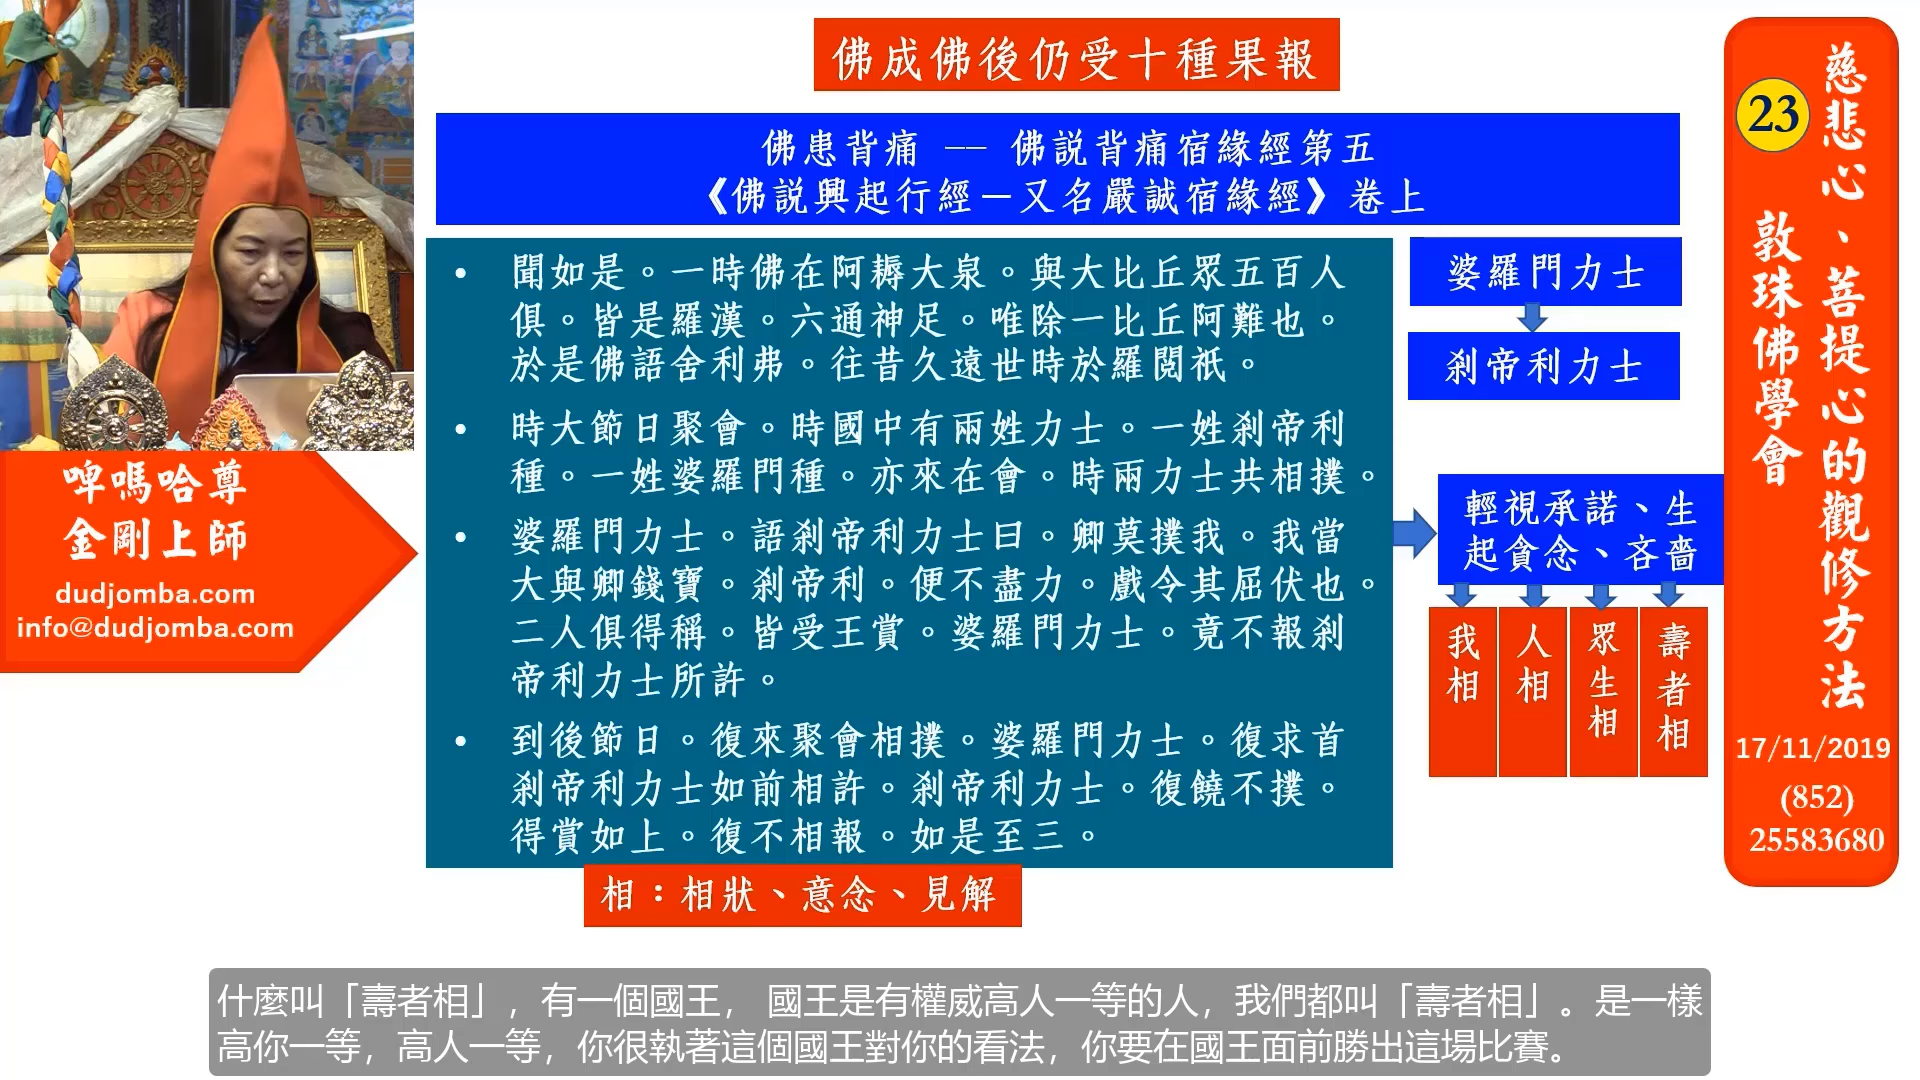 佛成佛後仍受十種果報
佛患背痛 —— 佛説背痛宿緣經第五
《佛説興起行經－又名嚴誠宿緣經》卷上
• 聞如是。一時佛在阿耨大泉。與大比丘眾五百人
俱。皆是羅漢。六通神足。唯除一比丘阿難也。
於是佛語舍利弗。往昔久遠世時於羅閱祇。
• 時大節日聚會。時國中有兩姓力士。一姓剎帝利
種。一姓婆羅門種。亦來在會。時兩力士共相撲。
• 婆羅門力士。語剎帝利力士曰。卿莫撲我。我當
大與卿錢寶。剎帝利。便不盡力。戲令其屈伏也。
二人俱得稱。皆受王賞。婆羅門力士。竟不報剎
帝利力士所許。
• 到後節日。復來聚會相撲。婆羅門力士。復求首
剎帝利力士如前相許。剎帝利力士。復饒不撲。
得賞如上。復不相報。如是至三。
相：相狀、意念、見解
婆羅門力士
剎帝利力士
輕視承諾、生
起貪念、吝嗇
我相
人相
眾生相
壽者相
慈悲心、菩提心的觀修方法
23
敦珠佛學會
17/11/2019
(852)
25583680
啤嗎哈尊
金剛上師
dudjomba.com
info@dudjomba.com
什麼叫「壽者相」，有一個國王， 國王是有權威高人一等的人，我們都叫「壽者相」。是一樣
高你一等，高人一等，你很執著這個國王對你的看法，你要在國王面前勝出這場比賽。